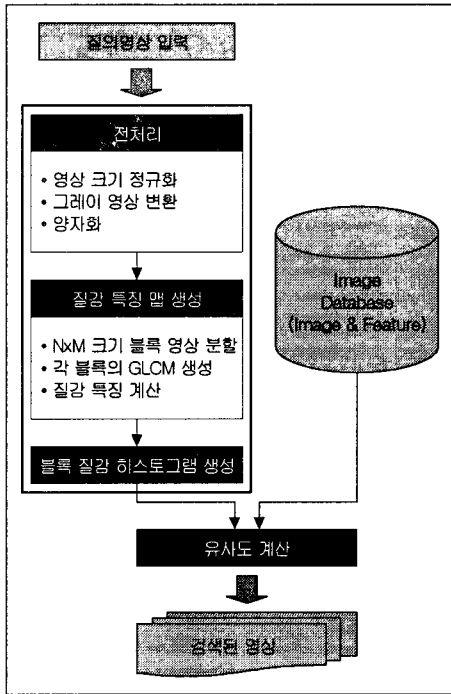 질의영상 입력
전처리
• 영상 크기 정규화
• 그레이 영상 변환
• 양자화
질감 특징 맵 생성
• NxM 크기 블록 영상 분할
• 각 블록의 GLCM 생성
• 질감 특징 계산
블록 질감 히스토그램 생성
Image
Database
(Image & Feature)
유사도 계산
검색된 영상